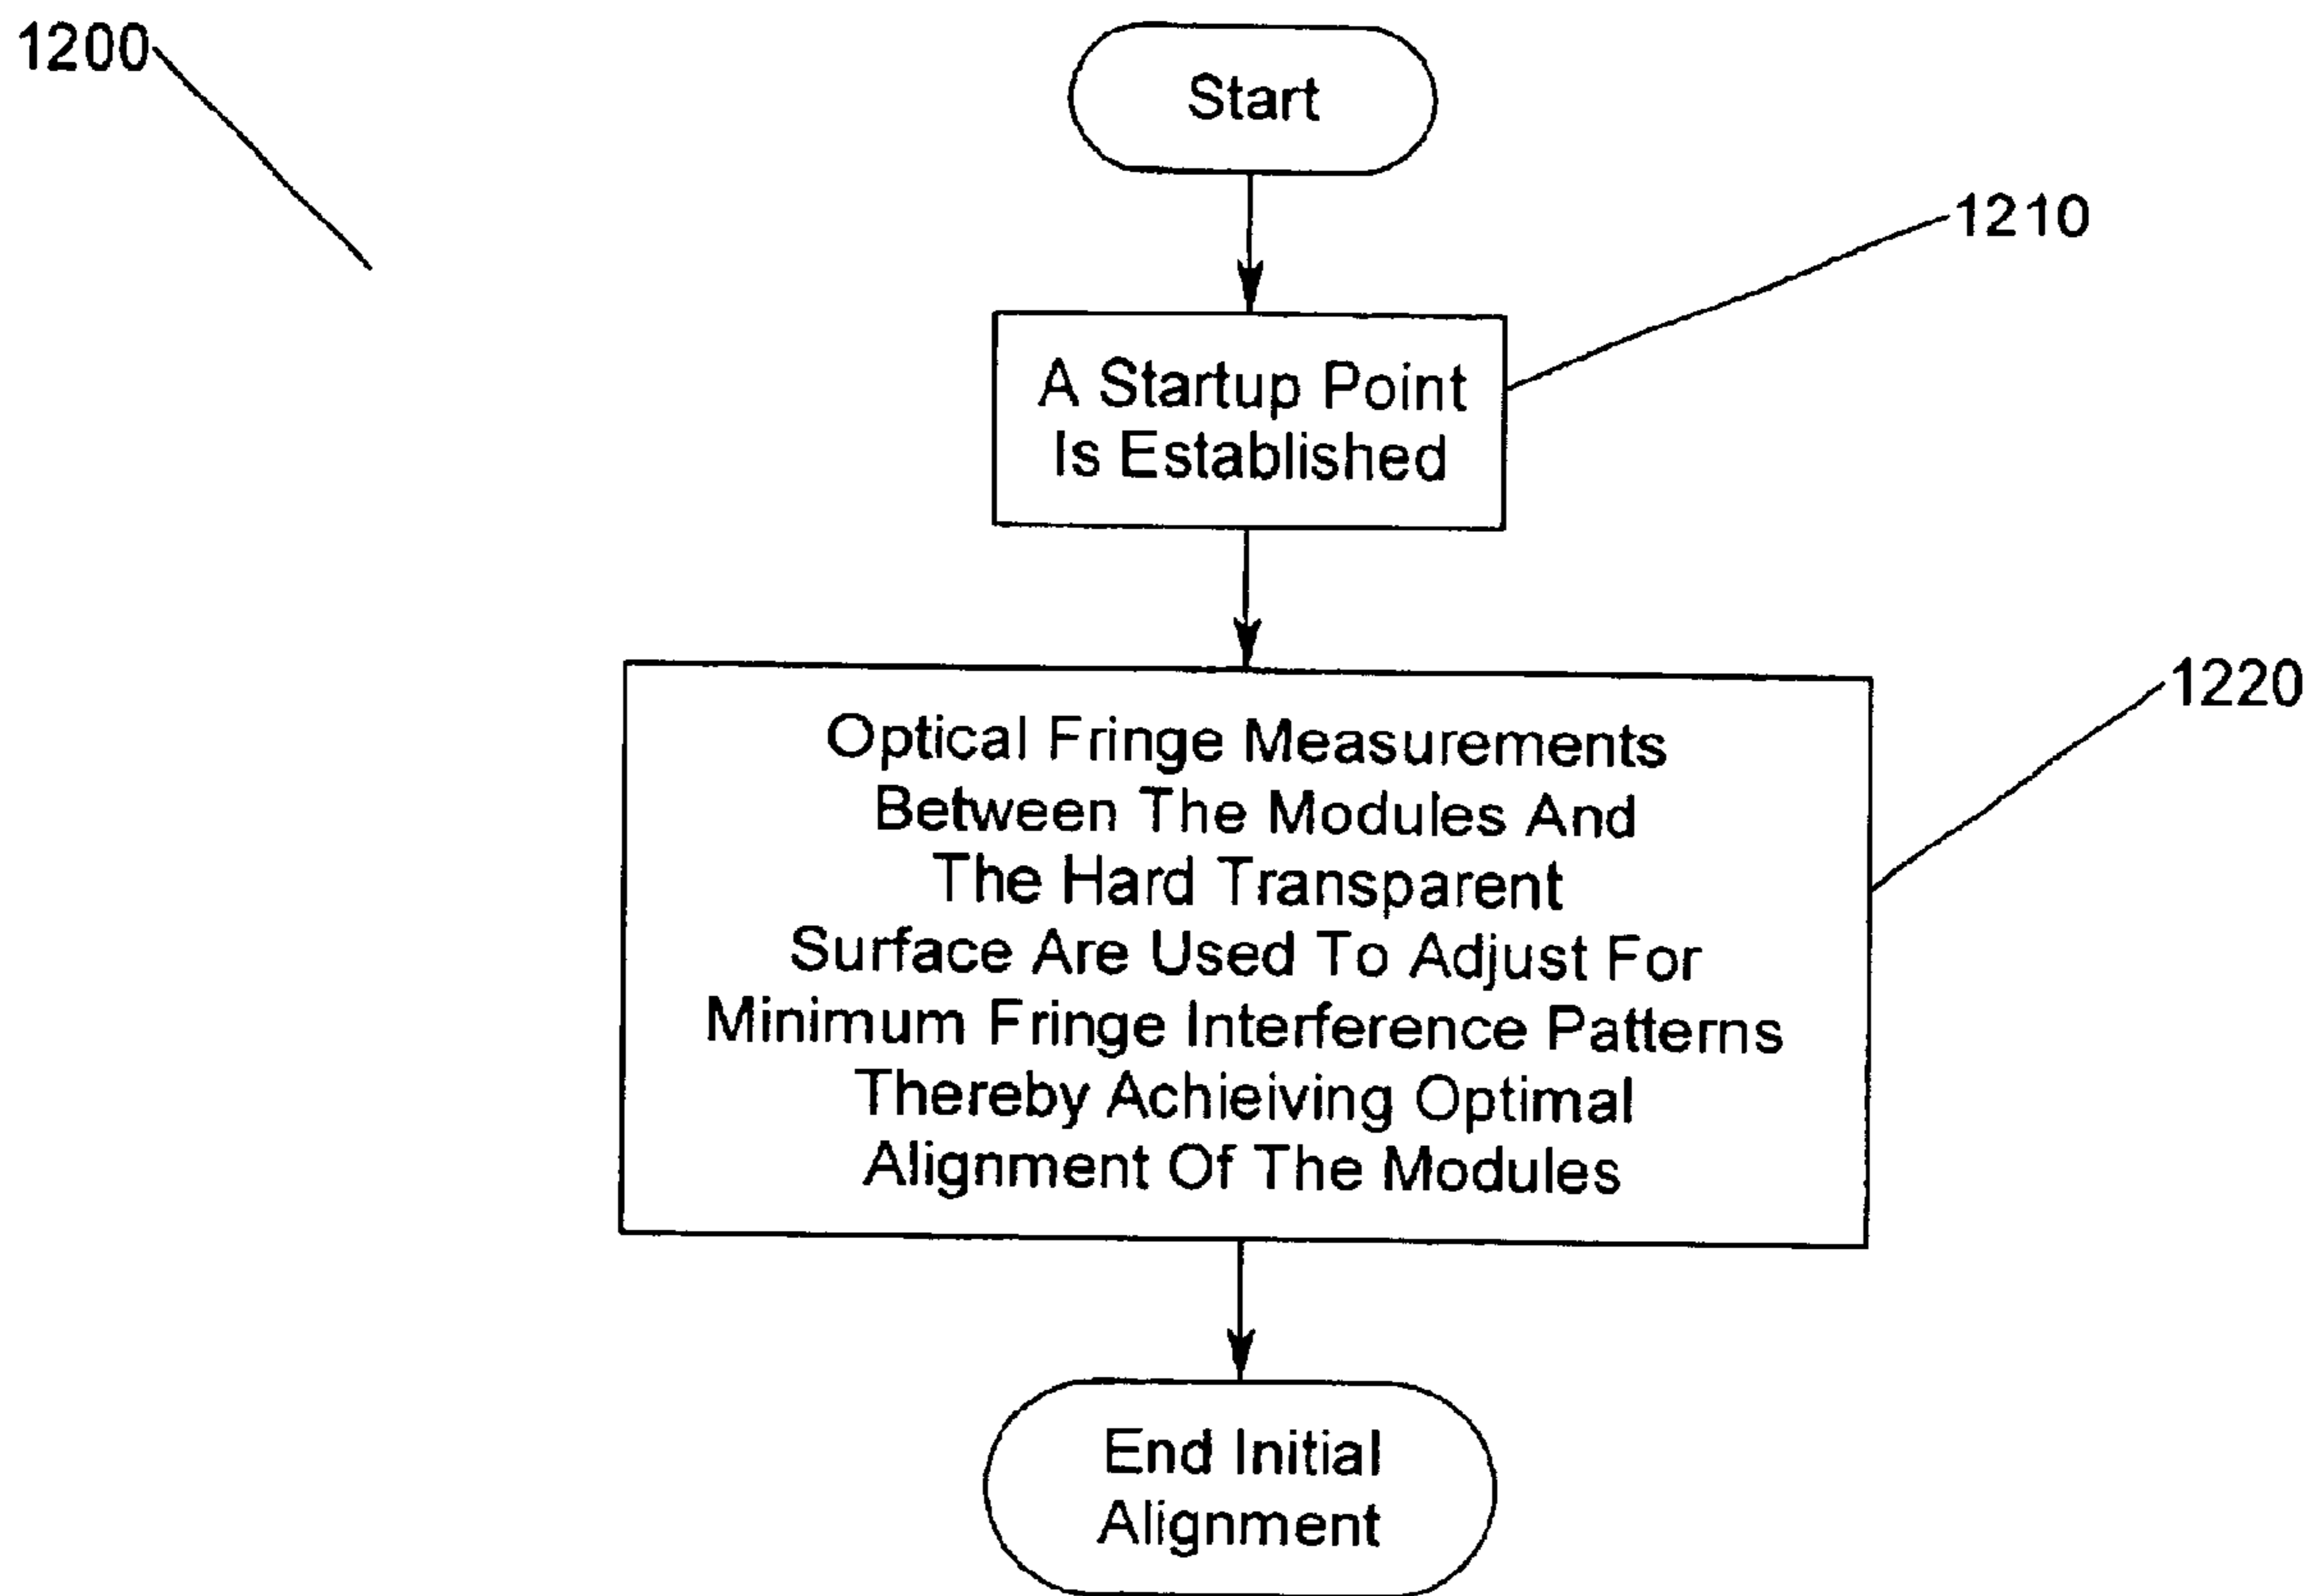 1200
Start
1210
A Startup Point
Is Established
1220
Optical Fringe Measurements
Between The Modules And
The Hard Transparent
Surface Are Used To Adjust For
Minimum Fringe Interference Patterns
Thereby Achieiving Optimal
Alignment Of The Modules
End Initial
Alignment